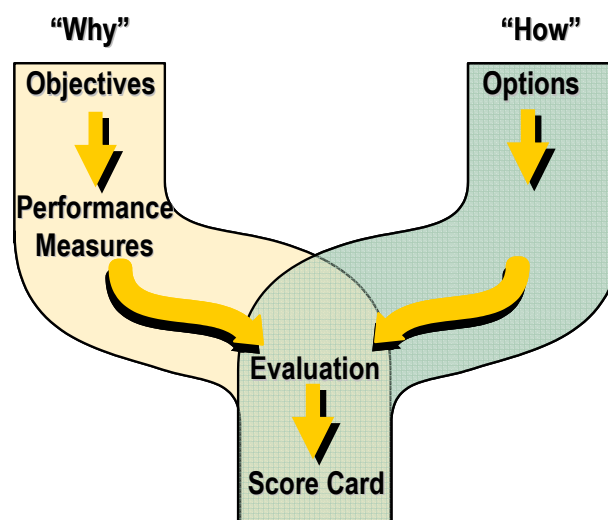 “Why”
“How”
Objectives
Options
Performance
Measures
Evaluation
Score Card